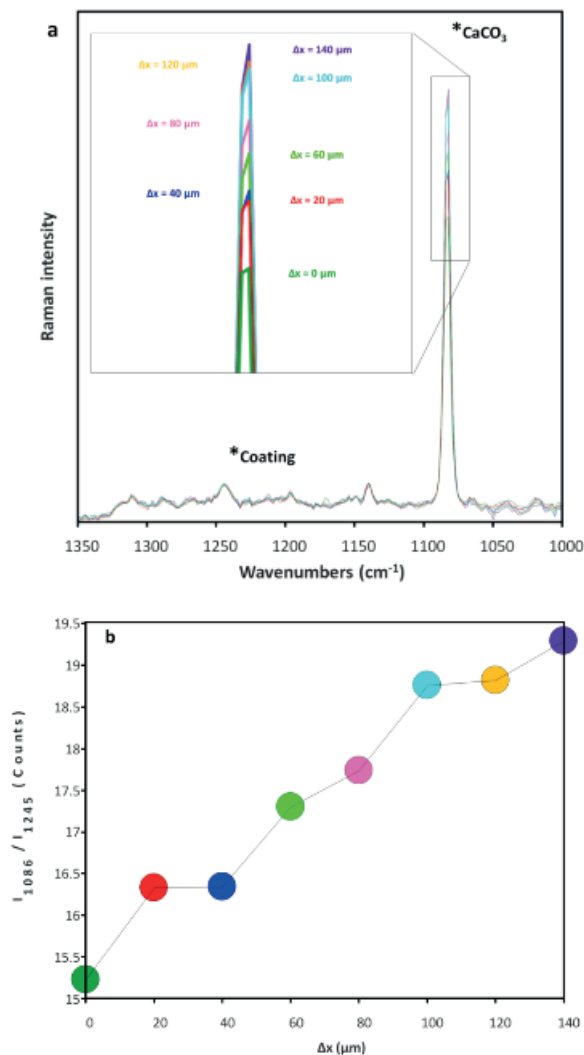 a
*CaCO₃
Δx = 140 μm
Δx = 120 μm
Δx = 100 μm
Δx = 80 μm
Δx = 60 μm
Δx = 40 μm
Δx = 20 μm
Δx = 0 μm
Raman intensity
*Coating
1350 1300 1250 1200 1150 1100 1050 1000
Wavenumbers (cm⁻¹)
b
19.5
19
18.5
18
17.5
17
16.5
16
15.5
15
I₁₀₈₆ / I₁₂₄₅ (Counts)
0 20 40 60 80 100 120 140
Δx (μm)